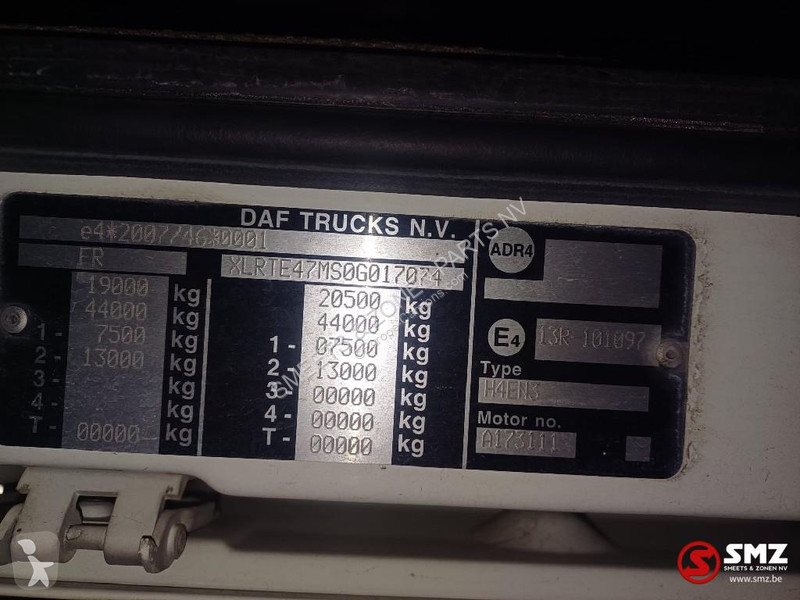 DAF TRUCKS N.V.
e4*2007/46*0001
FR
XLRTE47MS0G017074
19000 kg
44000 kg
1- 7500 kg
2- 13000 kg
3- kg
4- kg
T- 00000 kg
20500 kg
44000 kg
1- 07500 kg
2- 13000 kg
3- 00000 kg
4- 00000 kg
T- 00000 kg
ADR4
E4 13R-101097
Type
H4EN3
Motor no.
A173111
SMZ
SHEETS & ZONEN NV
www.smz.be